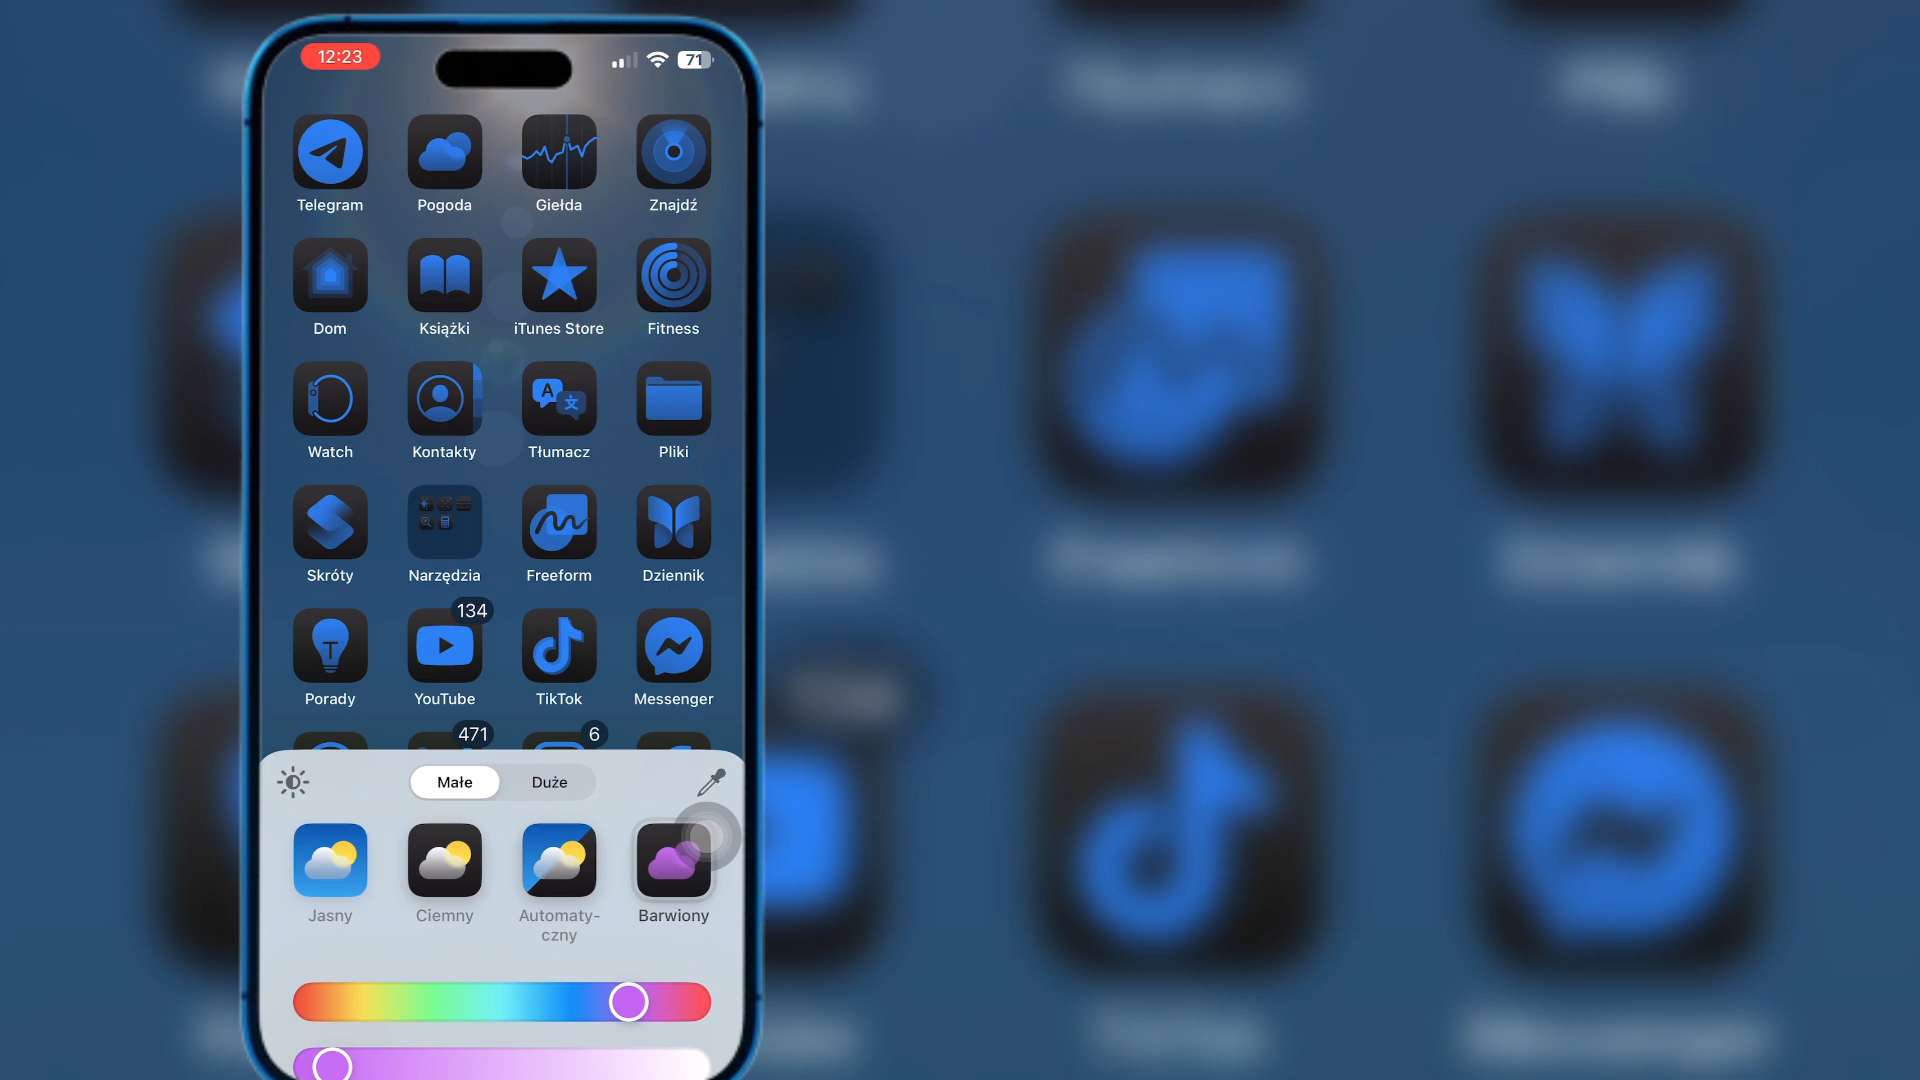 12:23
71
Telegram Pogoda Giełda Znajdź
Dom Książki iTunes Store Fitness
Watch Kontakty Tłumacz Pliki
Skróty Narzędzia Freeform Dziennik
134
Porady YouTube TikTok Messenger
471 6
Małe Duże
Jasny Ciemny Automaty-
czny Barwiony